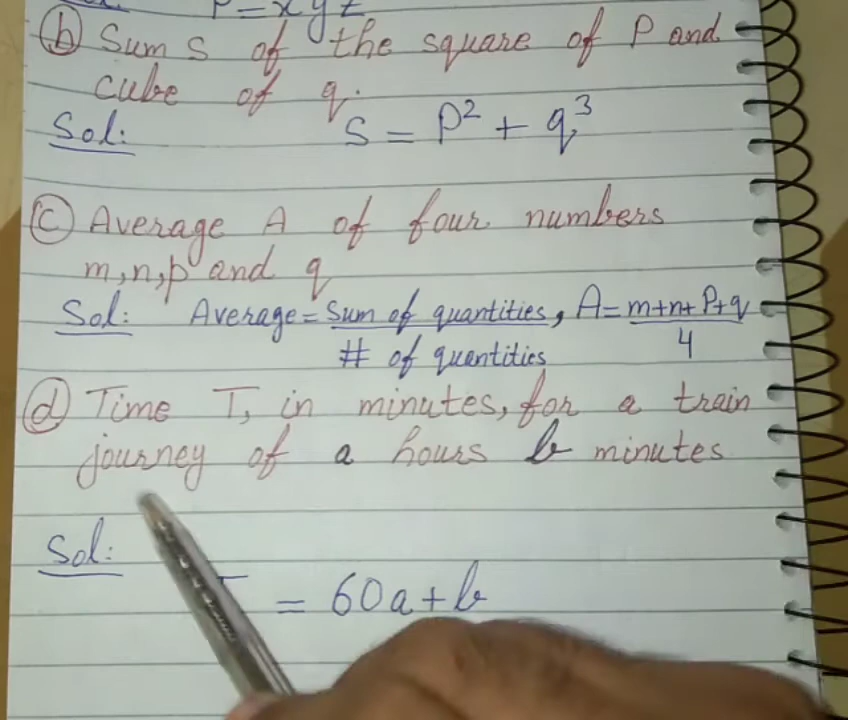 P = xyz
(b) Sum S of the square of P and
cube of q.
Sol: S = P² + q³
(c) Average A of four numbers
m,n,p and q
Sol: Average = Sum of quantities / # of quantities, A = m+n+P+q / 4
(d) Time T, in minutes, for a train
journey of a hours b minutes
Sol:
= 60a + b